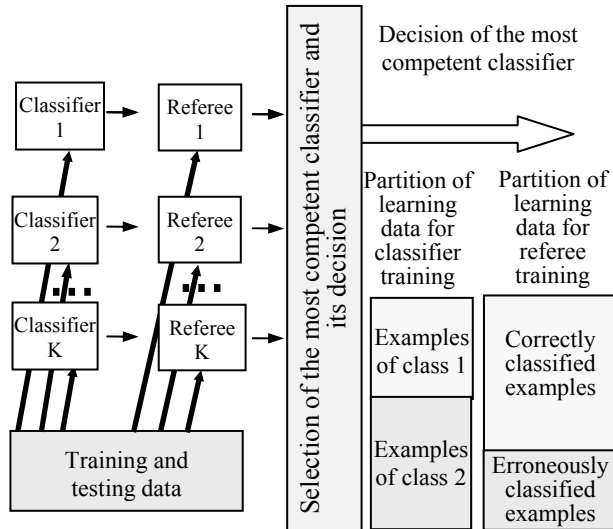 Decision of the most
competent classifier
Classifier
1
Referee
1
Classifier
2
Referee
2
...
...
Classifier
K
Referee
K
Training and
testing data
Selection of the most competent classifier and
its decision
Partition of
learning
data for
classifier
training
Partition of
learning
data for
referee
training
Examples
of class 1
Examples
of class 2
Correctly
classified
examples
Erroneously
classified
examples